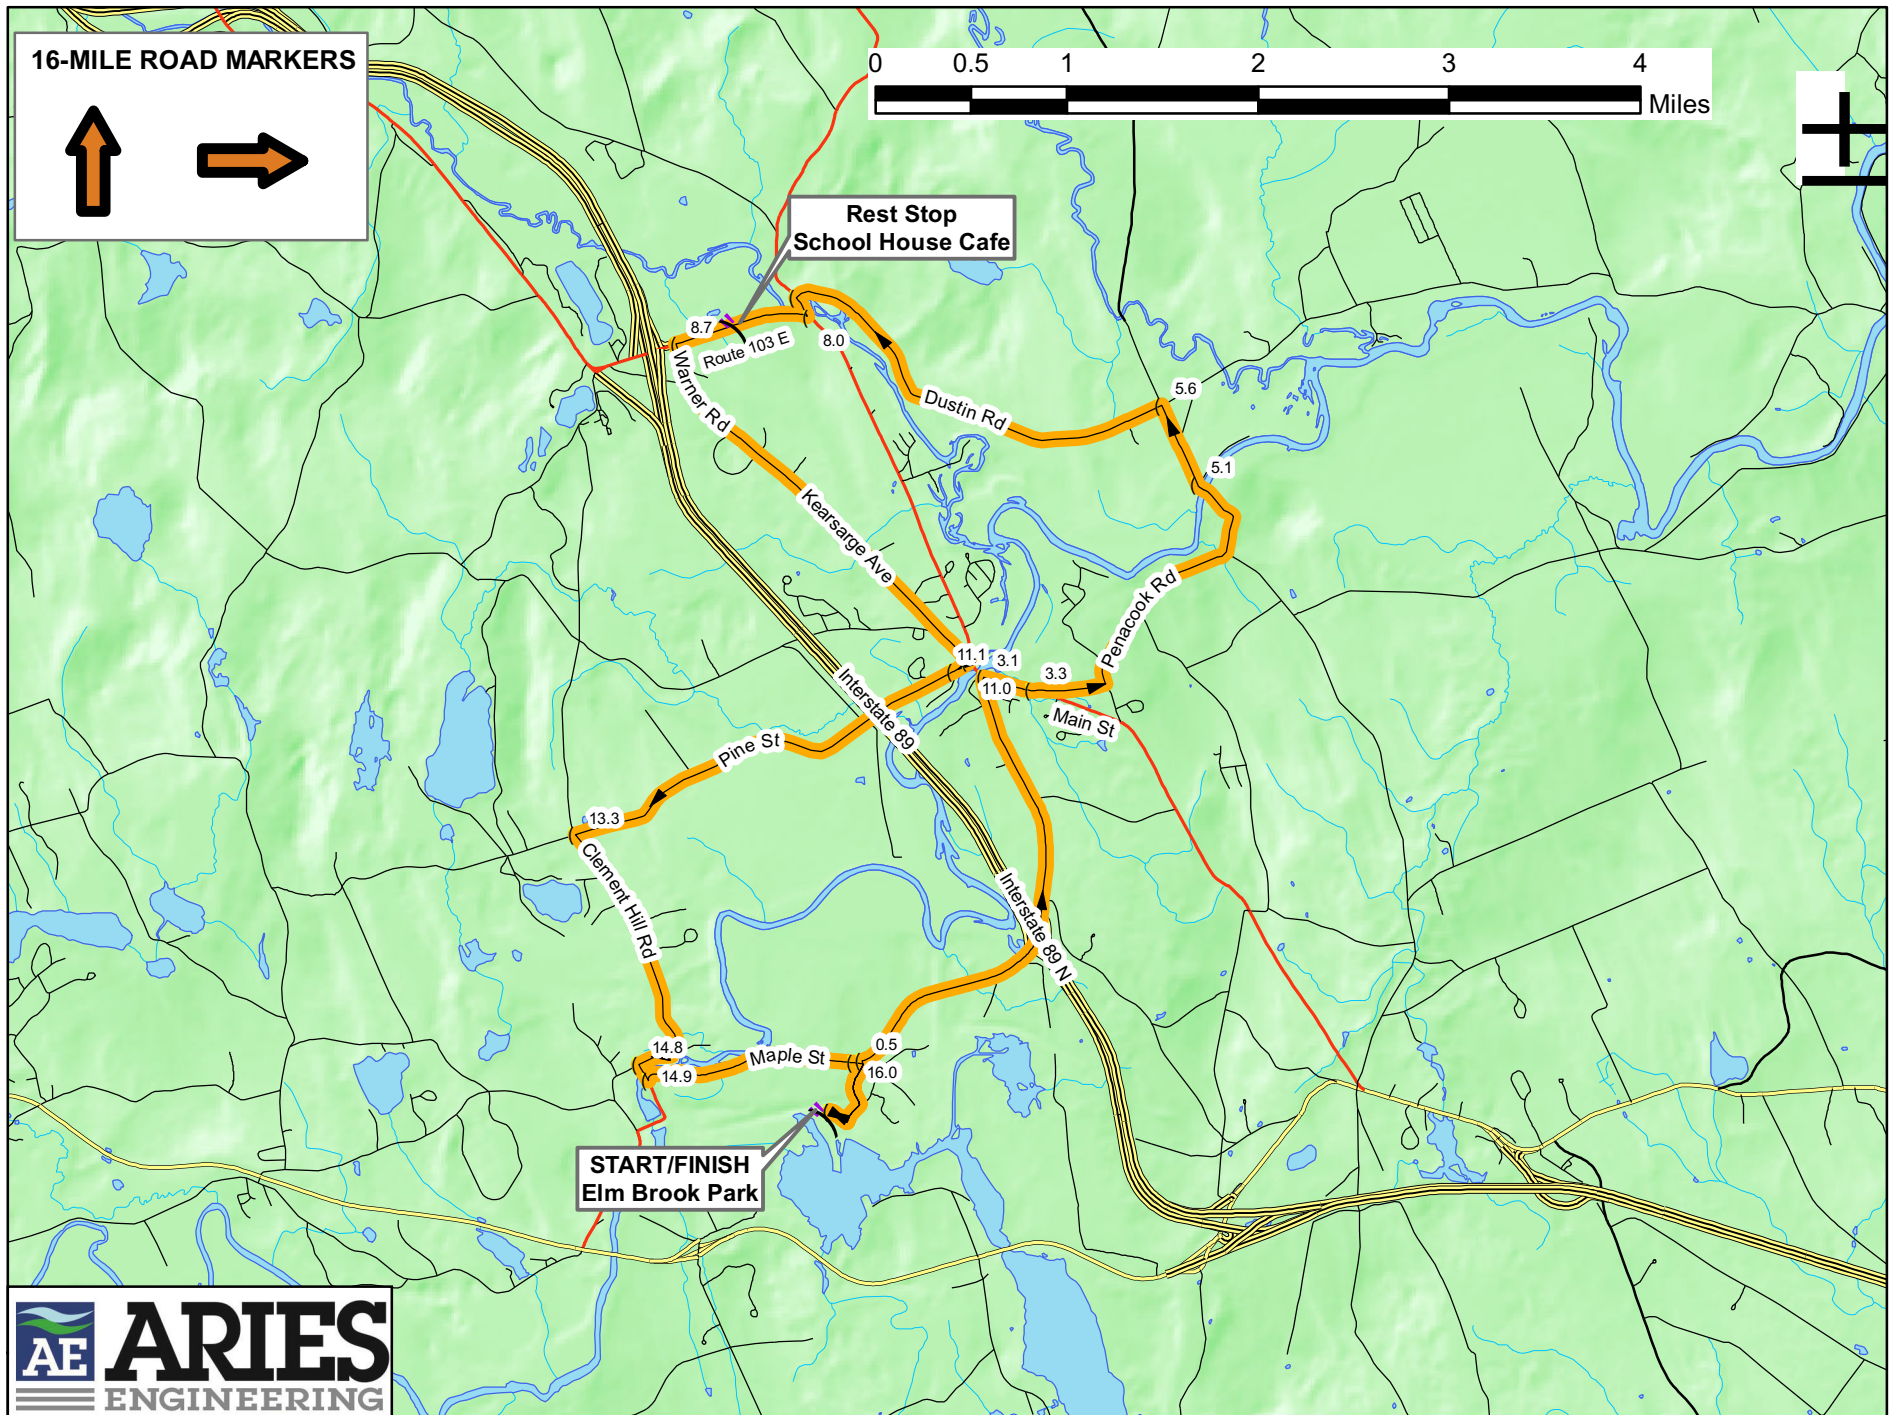 16-MILE ROAD MARKERS
0 0.5 1 2 3 4
Miles
Rest Stop
School House Cafe
8.7
Route 103 E
8.0
Warner Rd
Dustin Rd
5.6
5.1
Kearsarge Ave
Penacook Rd
11.1
3.1
3.3
11.0
Main St
Interstate 89
Pine St
13.3
Clement Hill Rd
Interstate 89 N
14.8
14.9
Maple St
0.5
16.0
START/FINISH
Elm Brook Park
AE ARIES
ENGINEERING